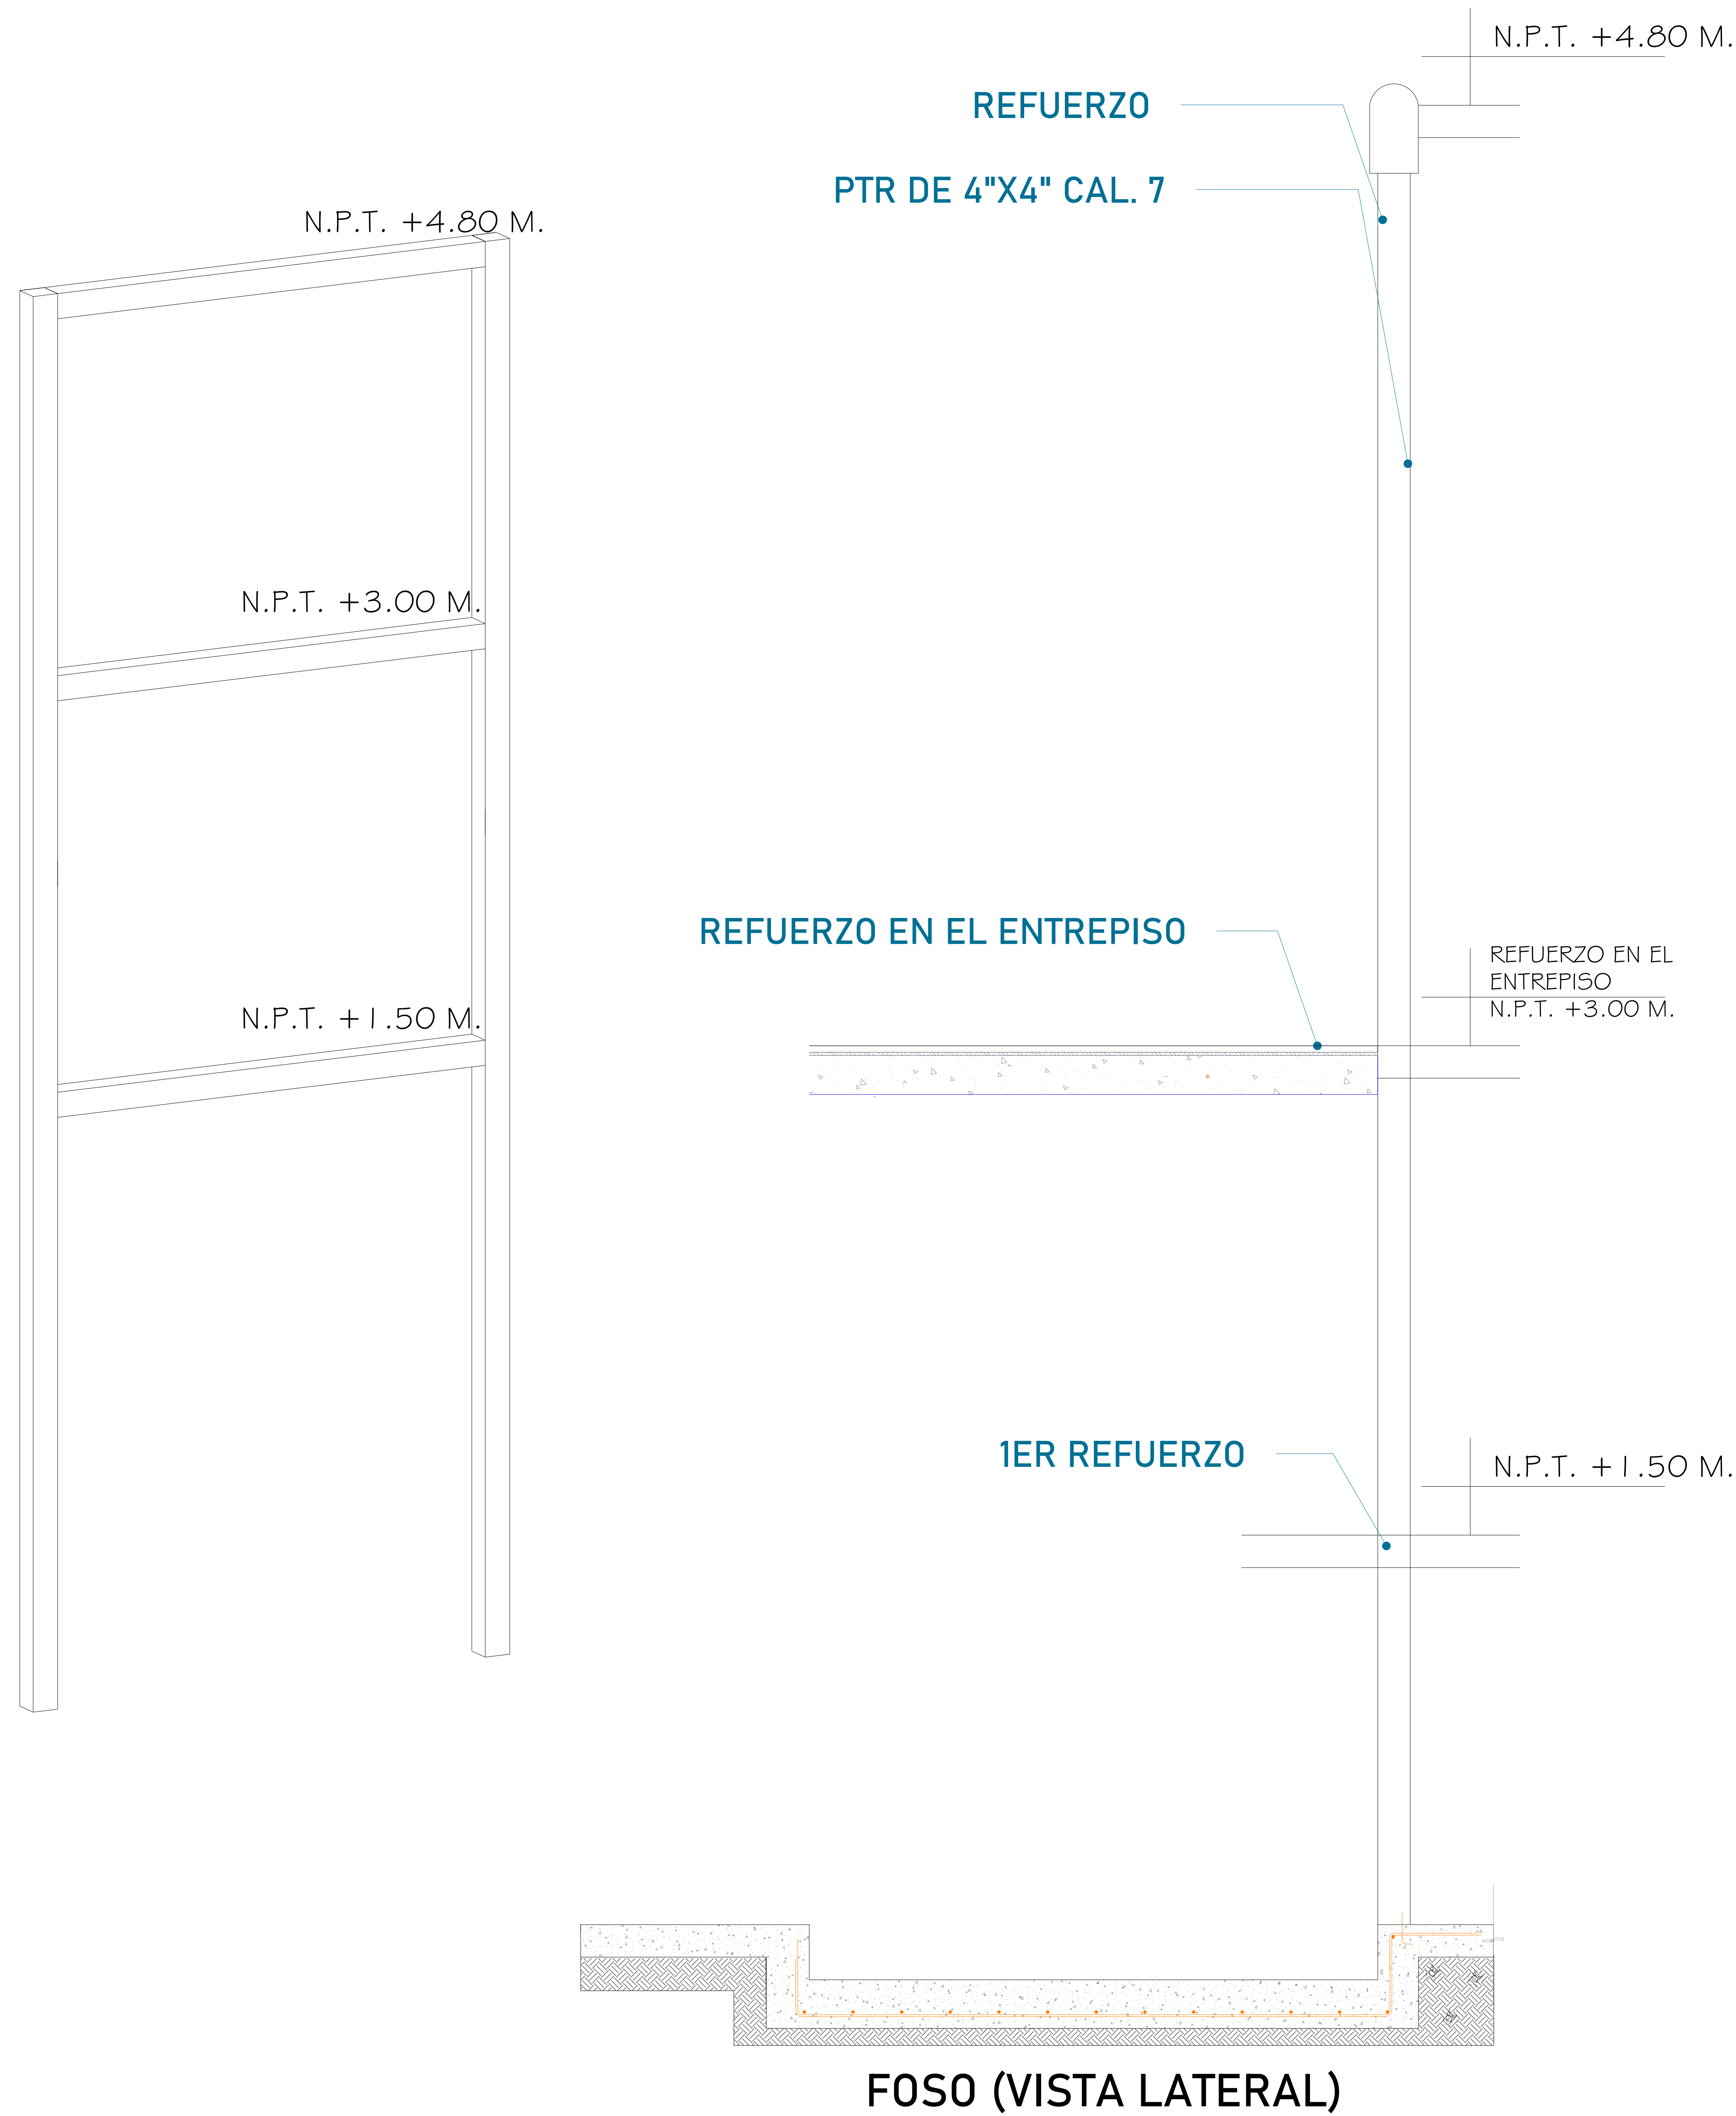 N.P.T. +4.80 M.
REFUERZO
PTR DE 4"X4" CAL. 7
N.P.T. +4.80 M.
N.P.T. +3.00 M.
REFUERZO EN EL ENTREPISO
REFUERZO EN EL
ENTREPISO
N.P.T. +3.00 M.
N.P.T. +1.50 M.
1ER REFUERZO
N.P.T. +1.50 M.
FOSO (VISTA LATERAL)